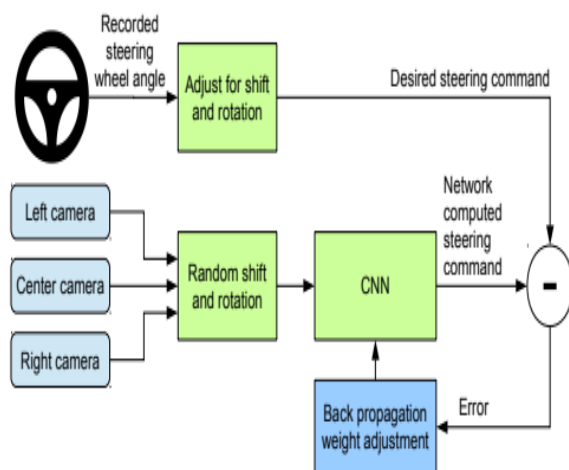 Recorded
steering
wheel angle
Adjust for shift
and rotation
Desired steering command
Left camera
Center camera
Right camera
Random shift
and rotation
CNN
Network
computed
steering
command
-
Back propagation
weight adjustment
Error